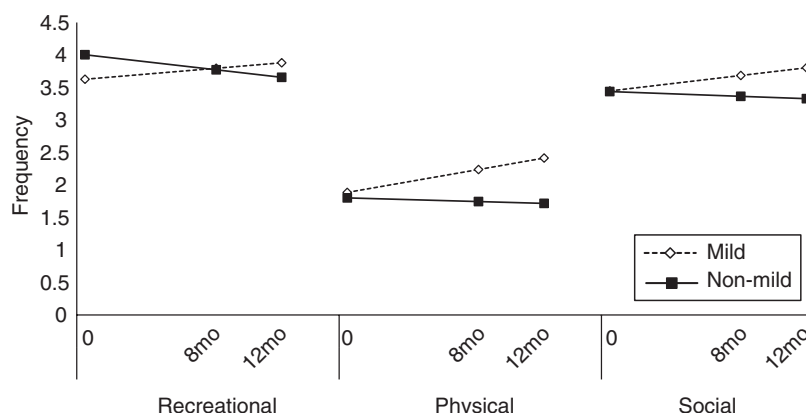 4.5
4
3.5
3
2.5
2
1.5
1
0.5
0
Frequency
Mild
Non-mild
0 8mo 12mo 0 8mo 12mo 0 8mo 12mo
Recreational Physical Social